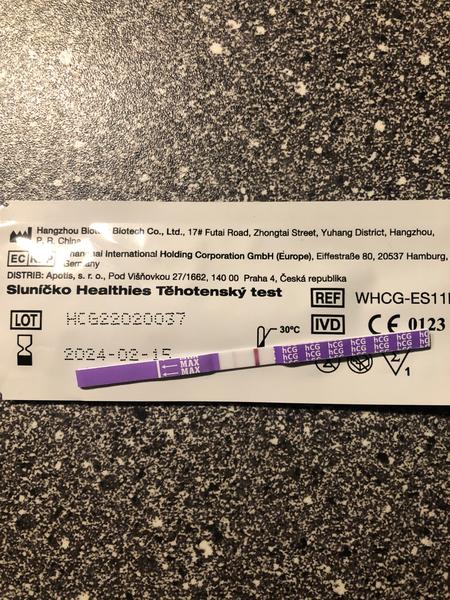 Hangzhou Biotech Co., Ltd., 17# Futai Road, Zhongtai Street, Yuhang District, Hangzhou,
P. R. China
EC REP International Holding Corporation GmbH (Europe), Eiffestraße 80, 20537 Hamburg,
Germany
DISTRIB: Apotis, s. r. o., Pod Višňovkou 27/1662, 140 00 Praha 4, Česká republika
Sluníčko Healthies Těhotenský test
REF WHCG-ES11
LOT HCG22020037
IVD CE 0123
30°C
2024-02-15
MAX
MAX
hCG hCG hCG hCG hCG hCG
hCG hCG hCG hCG hCG hCG
1